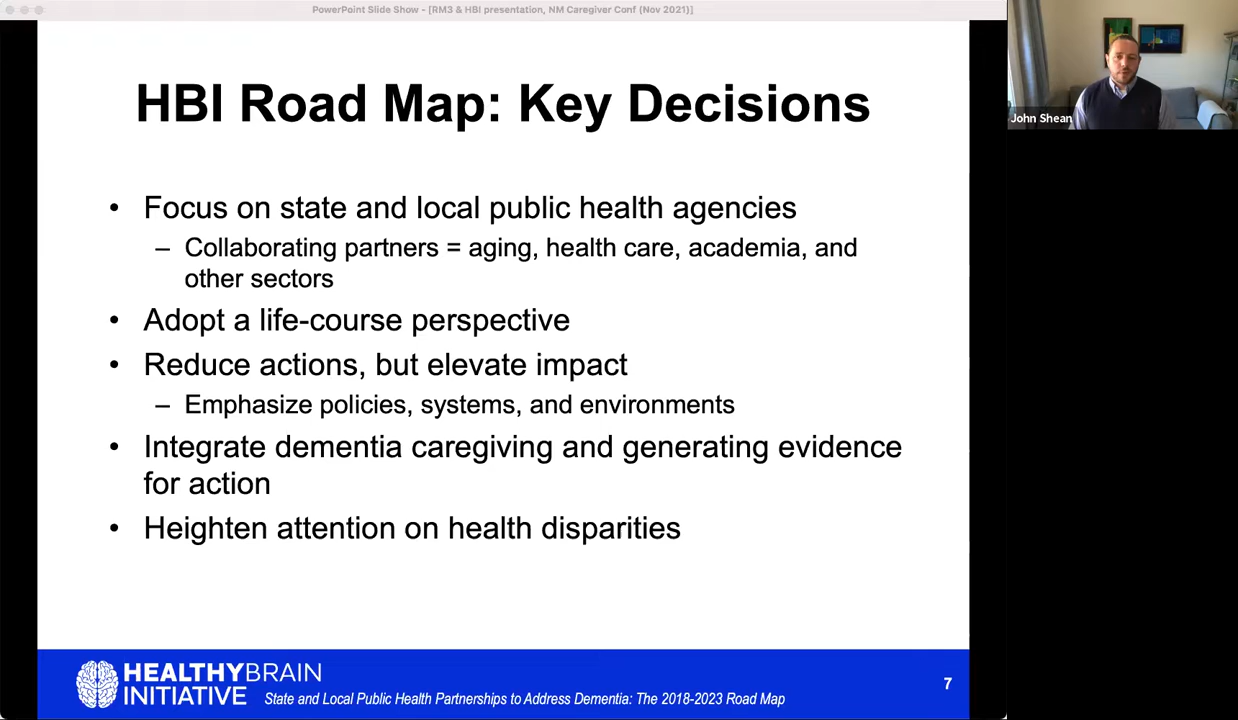 PowerPoint Slide Show - [RM3 & HBI presentation, NM Caregiver Conf (Nov 2021)]
HBI Road Map: Key Decisions
• Focus on state and local public health agencies
– Collaborating partners = aging, health care, academia, and
other sectors
• Adopt a life-course perspective
• Reduce actions, but elevate impact
– Emphasize policies, systems, and environments
• Integrate dementia caregiving and generating evidence
for action
• Heighten attention on health disparities
HEALTHYBRAIN
INITIATIVE
State and Local Public Health Partnerships to Address Dementia: The 2018-2023 Road Map
7
John Shean